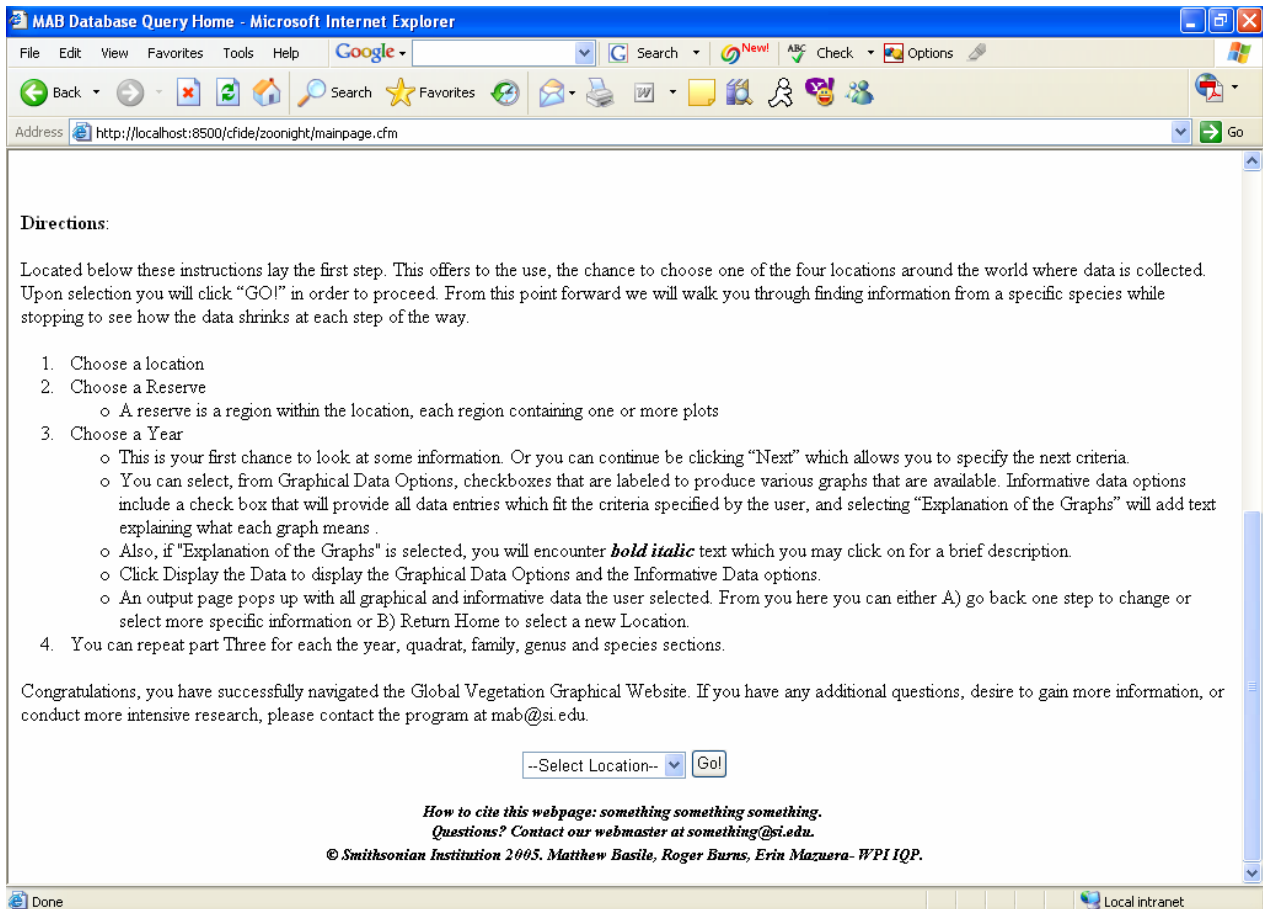 MAB Database Query Home - Microsoft Internet Explorer
File Edit View Favorites Tools Help Google Search New! ABC Check Options
Back Search Favorites
Address http://localhost:8500/cfide/zoonight/mainpage.cfm Go
Directions:
Located below these instructions lay the first step. This offers to the use, the chance to choose one of the four locations around the world where data is collected.
Upon selection you will click “GO!” in order to proceed. From this point forward we will walk you through finding information from a specific species while
stopping to see how the data shrinks at each step of the way.
1. Choose a location
2. Choose a Reserve
o A reserve is a region within the location, each region containing one or more plots
3. Choose a Year
o This is your first chance to look at some information. Or you can continue be clicking “Next” which allows you to specify the next criteria.
o You can select, from Graphical Data Options, checkboxes that are labeled to produce various graphs that are available. Informative data options
include a check box that will provide all data entries which fit the criteria specified by the user, and selecting “Explanation of the Graphs” will add text
explaining what each graph means .
o Also, if "Explanation of the Graphs" is selected, you will encounter bold italic text which you may click on for a brief description.
o Click Display the Data to display the Graphical Data Options and the Informative Data options.
o An output page pops up with all graphical and informative data the user selected. From you here you can either A) go back one step to change or
select more specific information or B) Return Home to select a new Location.
4. You can repeat part Three for each the year, quadrat, family, genus and species sections.
Congratulations, you have successfully navigated the Global Vegetation Graphical Website. If you have any additional questions, desire to gain more information, or
conduct more intensive research, please contact the program at mab@si.edu.
--Select Location-- Go!
How to cite this webpage: something something something.
Questions? Contact our webmaster at something@si.edu.
© Smithsonian Institution 2005. Matthew Basile, Roger Burns, Erin Mazuera- WPI IQP.
Done Local intranet